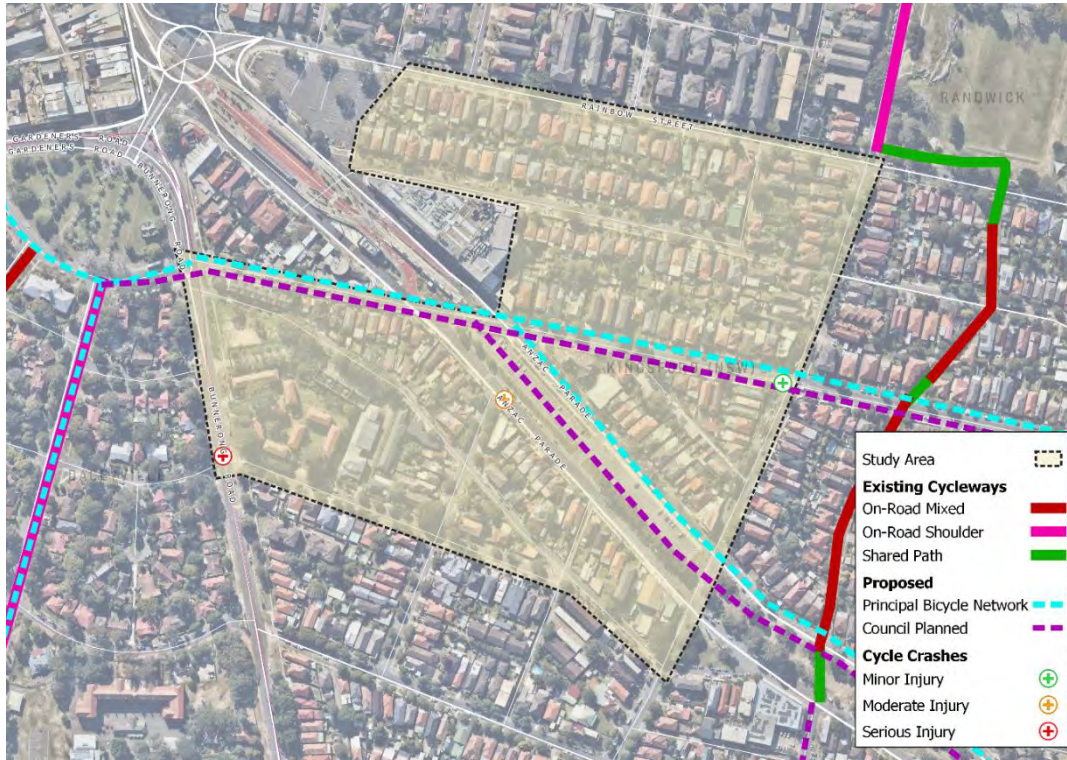 RAINBOW STREET
RANDWICK
GARDENERS ROAD
GARDENERS ROAD
BUNNERONG ROAD
KINGSFORD (NSW)
ANZAC PARADE
ANZAC PARADE
BUNNERONG ROAD
Study Area
Existing Cycleways
On-Road Mixed
On-Road Shoulder
Shared Path
Proposed
Principal Bicycle Network
Council Planned
Cycle Crashes
Minor Injury
Moderate Injury
Serious Injury